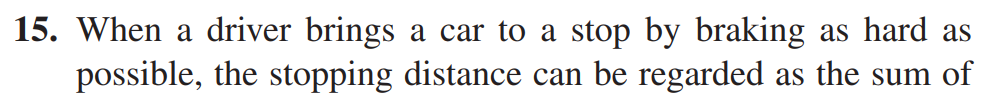 15. When a driver brings a car to a stop by braking as hard as
possible, the stopping distance can be regarded as the sum of